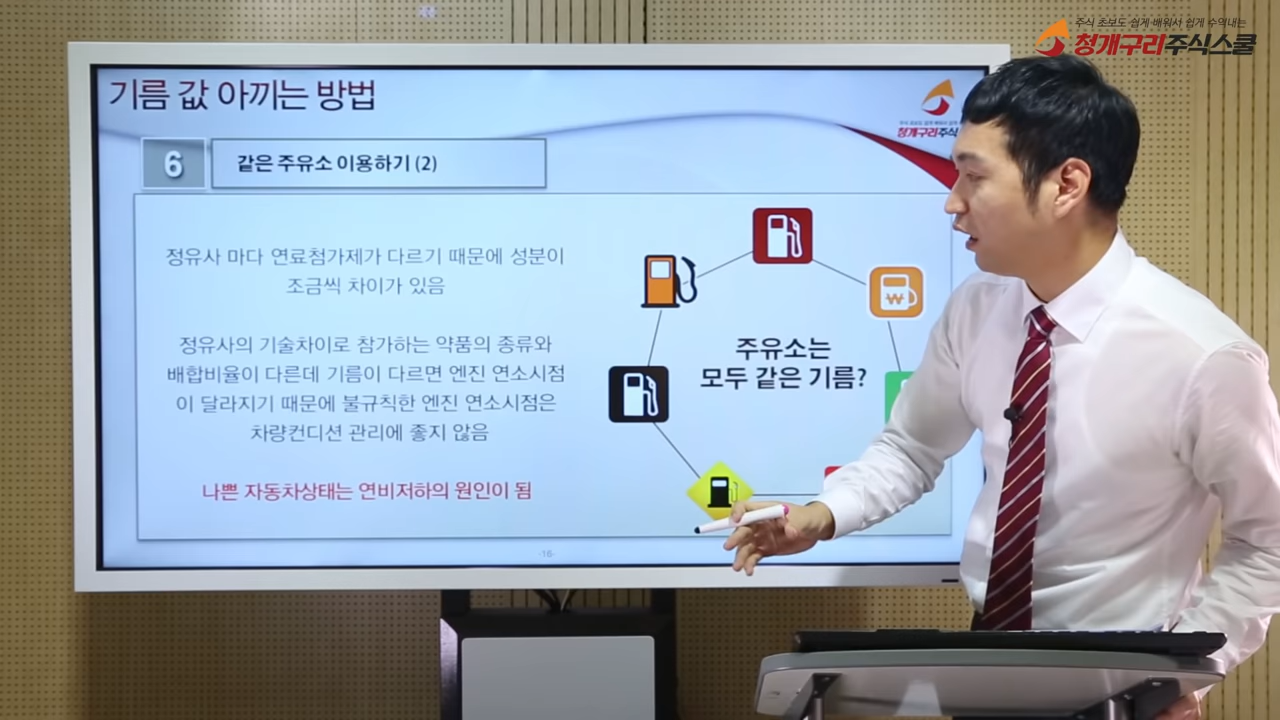 주식 초보도 쉽게 배워서 쉽게 수익내는
청개구리주식스쿨
기름 값 아끼는 방법
청개구리주식
6
같은 주유소 이용하기 (2)
정유사 마다 연료첨가제가 다르기 때문에 성분이
조금씩 차이가 있음
정유사의 기술차이로 참가하는 약품의 종류와
배합비율이 다른데 기름이 다르면 엔진 연소시점
이 달라지기 때문에 불규칙한 엔진 연소시점은
차량컨디션 관리에 좋지 않음
나쁜 자동차상태는 연비저하의 원인이 됨
₩
주유소는
모두 같은 기름?
-16-